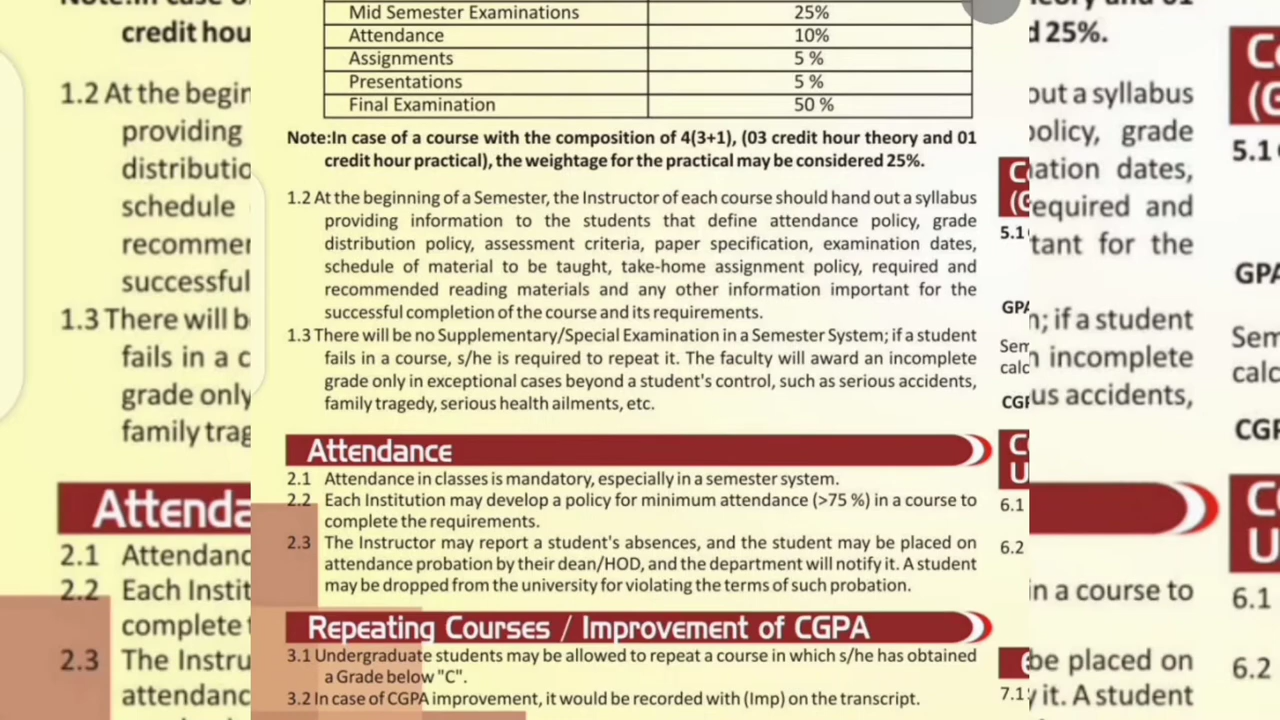 Mid Semester Examinations 25%
Attendance 10%
Assignments 5 %
Presentations 5 %
Final Examination 50 %
Note:In case of a course with the composition of 4(3+1), (03 credit hour theory and 01
credit hour practical), the weightage for the practical may be considered 25%.
1.2 At the beginning of a Semester, the Instructor of each course should hand out a syllabus
providing information to the students that define attendance policy, grade
distribution policy, assessment criteria, paper specification, examination dates,
schedule of material to be taught, take-home assignment policy, required and
recommended reading materials and any other information important for the
successful completion of the course and its requirements.
1.3 There will be no Supplementary/Special Examination in a Semester System; if a student
fails in a course, s/he is required to repeat it. The faculty will award an incomplete
grade only in exceptional cases beyond a student's control, such as serious accidents,
family tragedy, serious health ailments, etc.
Attendance
2.1 Attendance in classes is mandatory, especially in a semester system.
2.2 Each Institution may develop a policy for minimum attendance (>75 %) in a course to
complete the requirements.
2.3 The Instructor may report a student's absences, and the student may be placed on
attendance probation by their dean/HOD, and the department will notify it. A student
may be dropped from the university for violating the terms of such probation.
Repeating Courses / Improvement of CGPA
3.1 Undergraduate students may be allowed to repeat a course in which s/he has obtained
a Grade below "C".
3.2 In case of CGPA improvement, it would be recorded with (Imp) on the transcript.
5.1
6.1
6.2
7.1